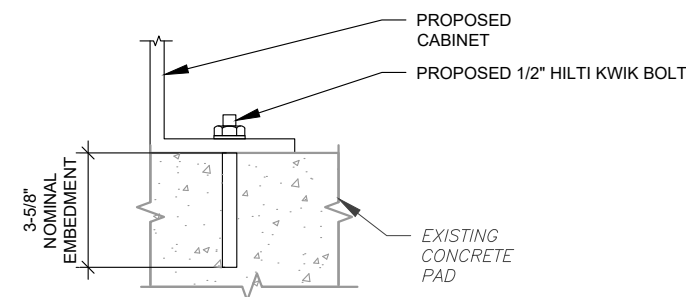 PROPOSED
CABINET
PROPOSED 1/2" HILTI KWIK BOLT
3-5/8"
NOMINAL
EMBEDMENT
EXISTING
CONCRETE
PAD